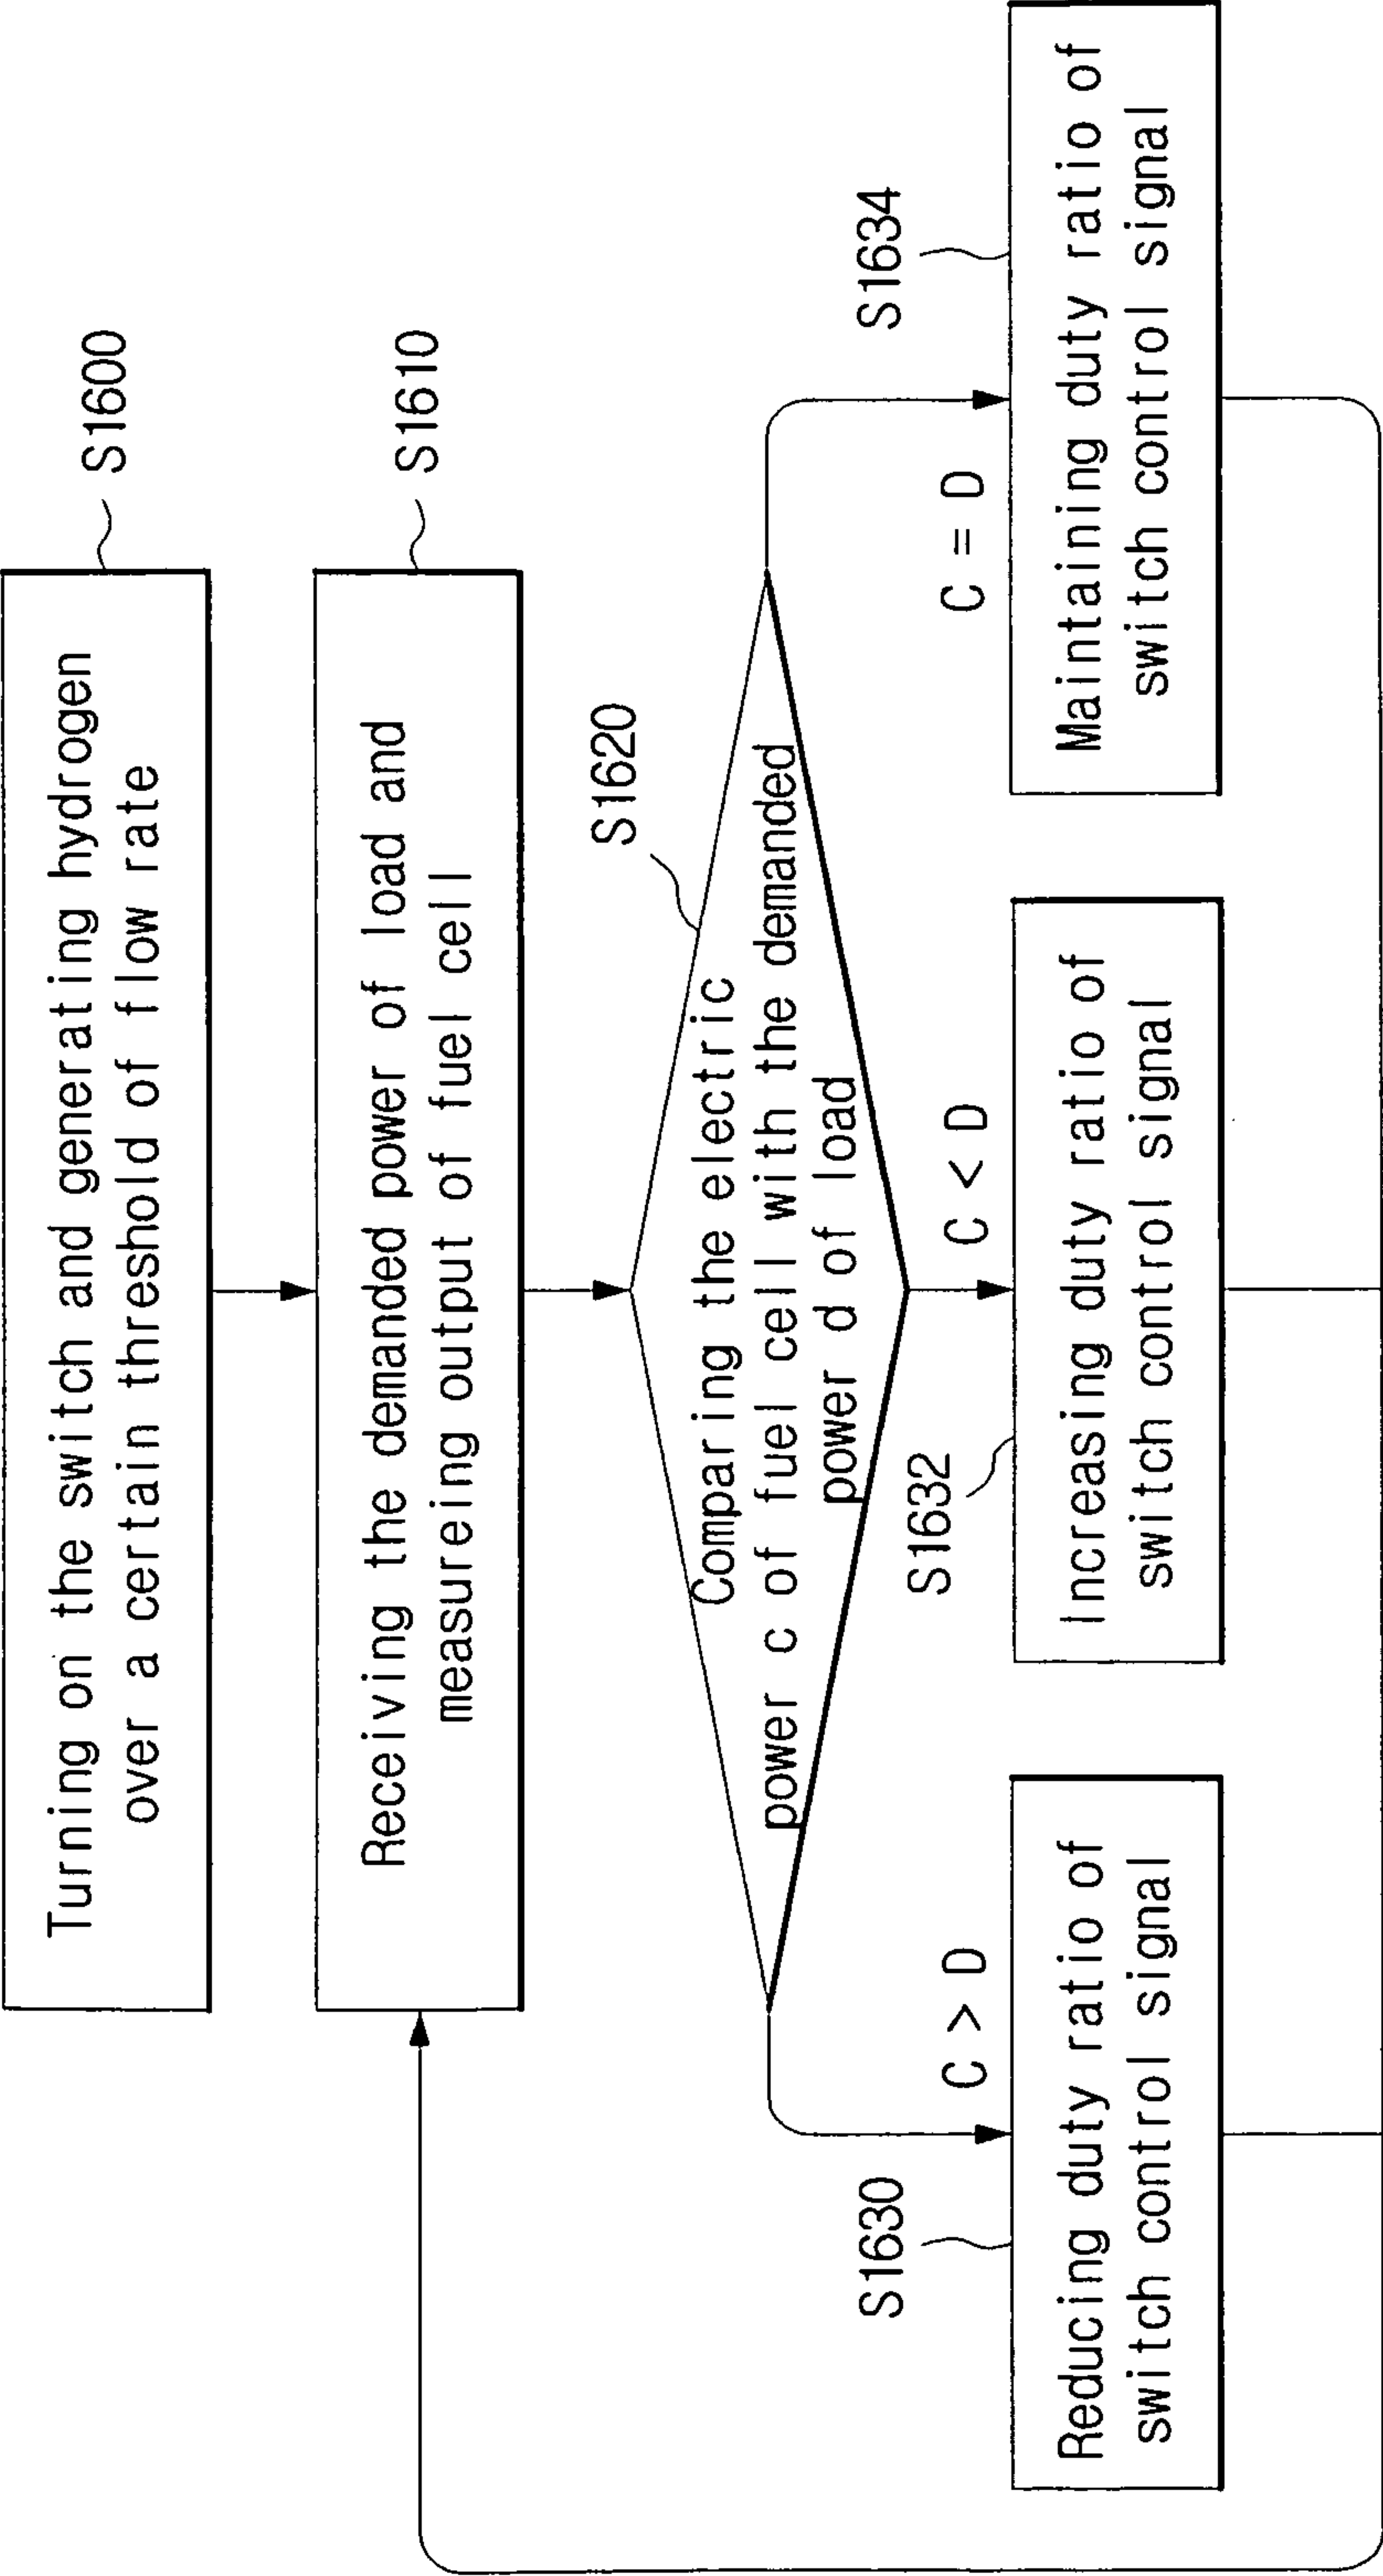 Turning on the switch and generating hydrogen
over a certain threshold of flow rate
S1600
Receiving the demanded power of load and
measureing output of fuel cell
S1610
Comparing the electric
power c of fuel cell with the demanded
power d of load
S1620
C > D
C < D
C = D
S1630
Reducing duty ratio of
switch control signal
S1632
Increasing duty ratio of
switch control signal
S1634
Maintaining duty ratio of
switch control signal